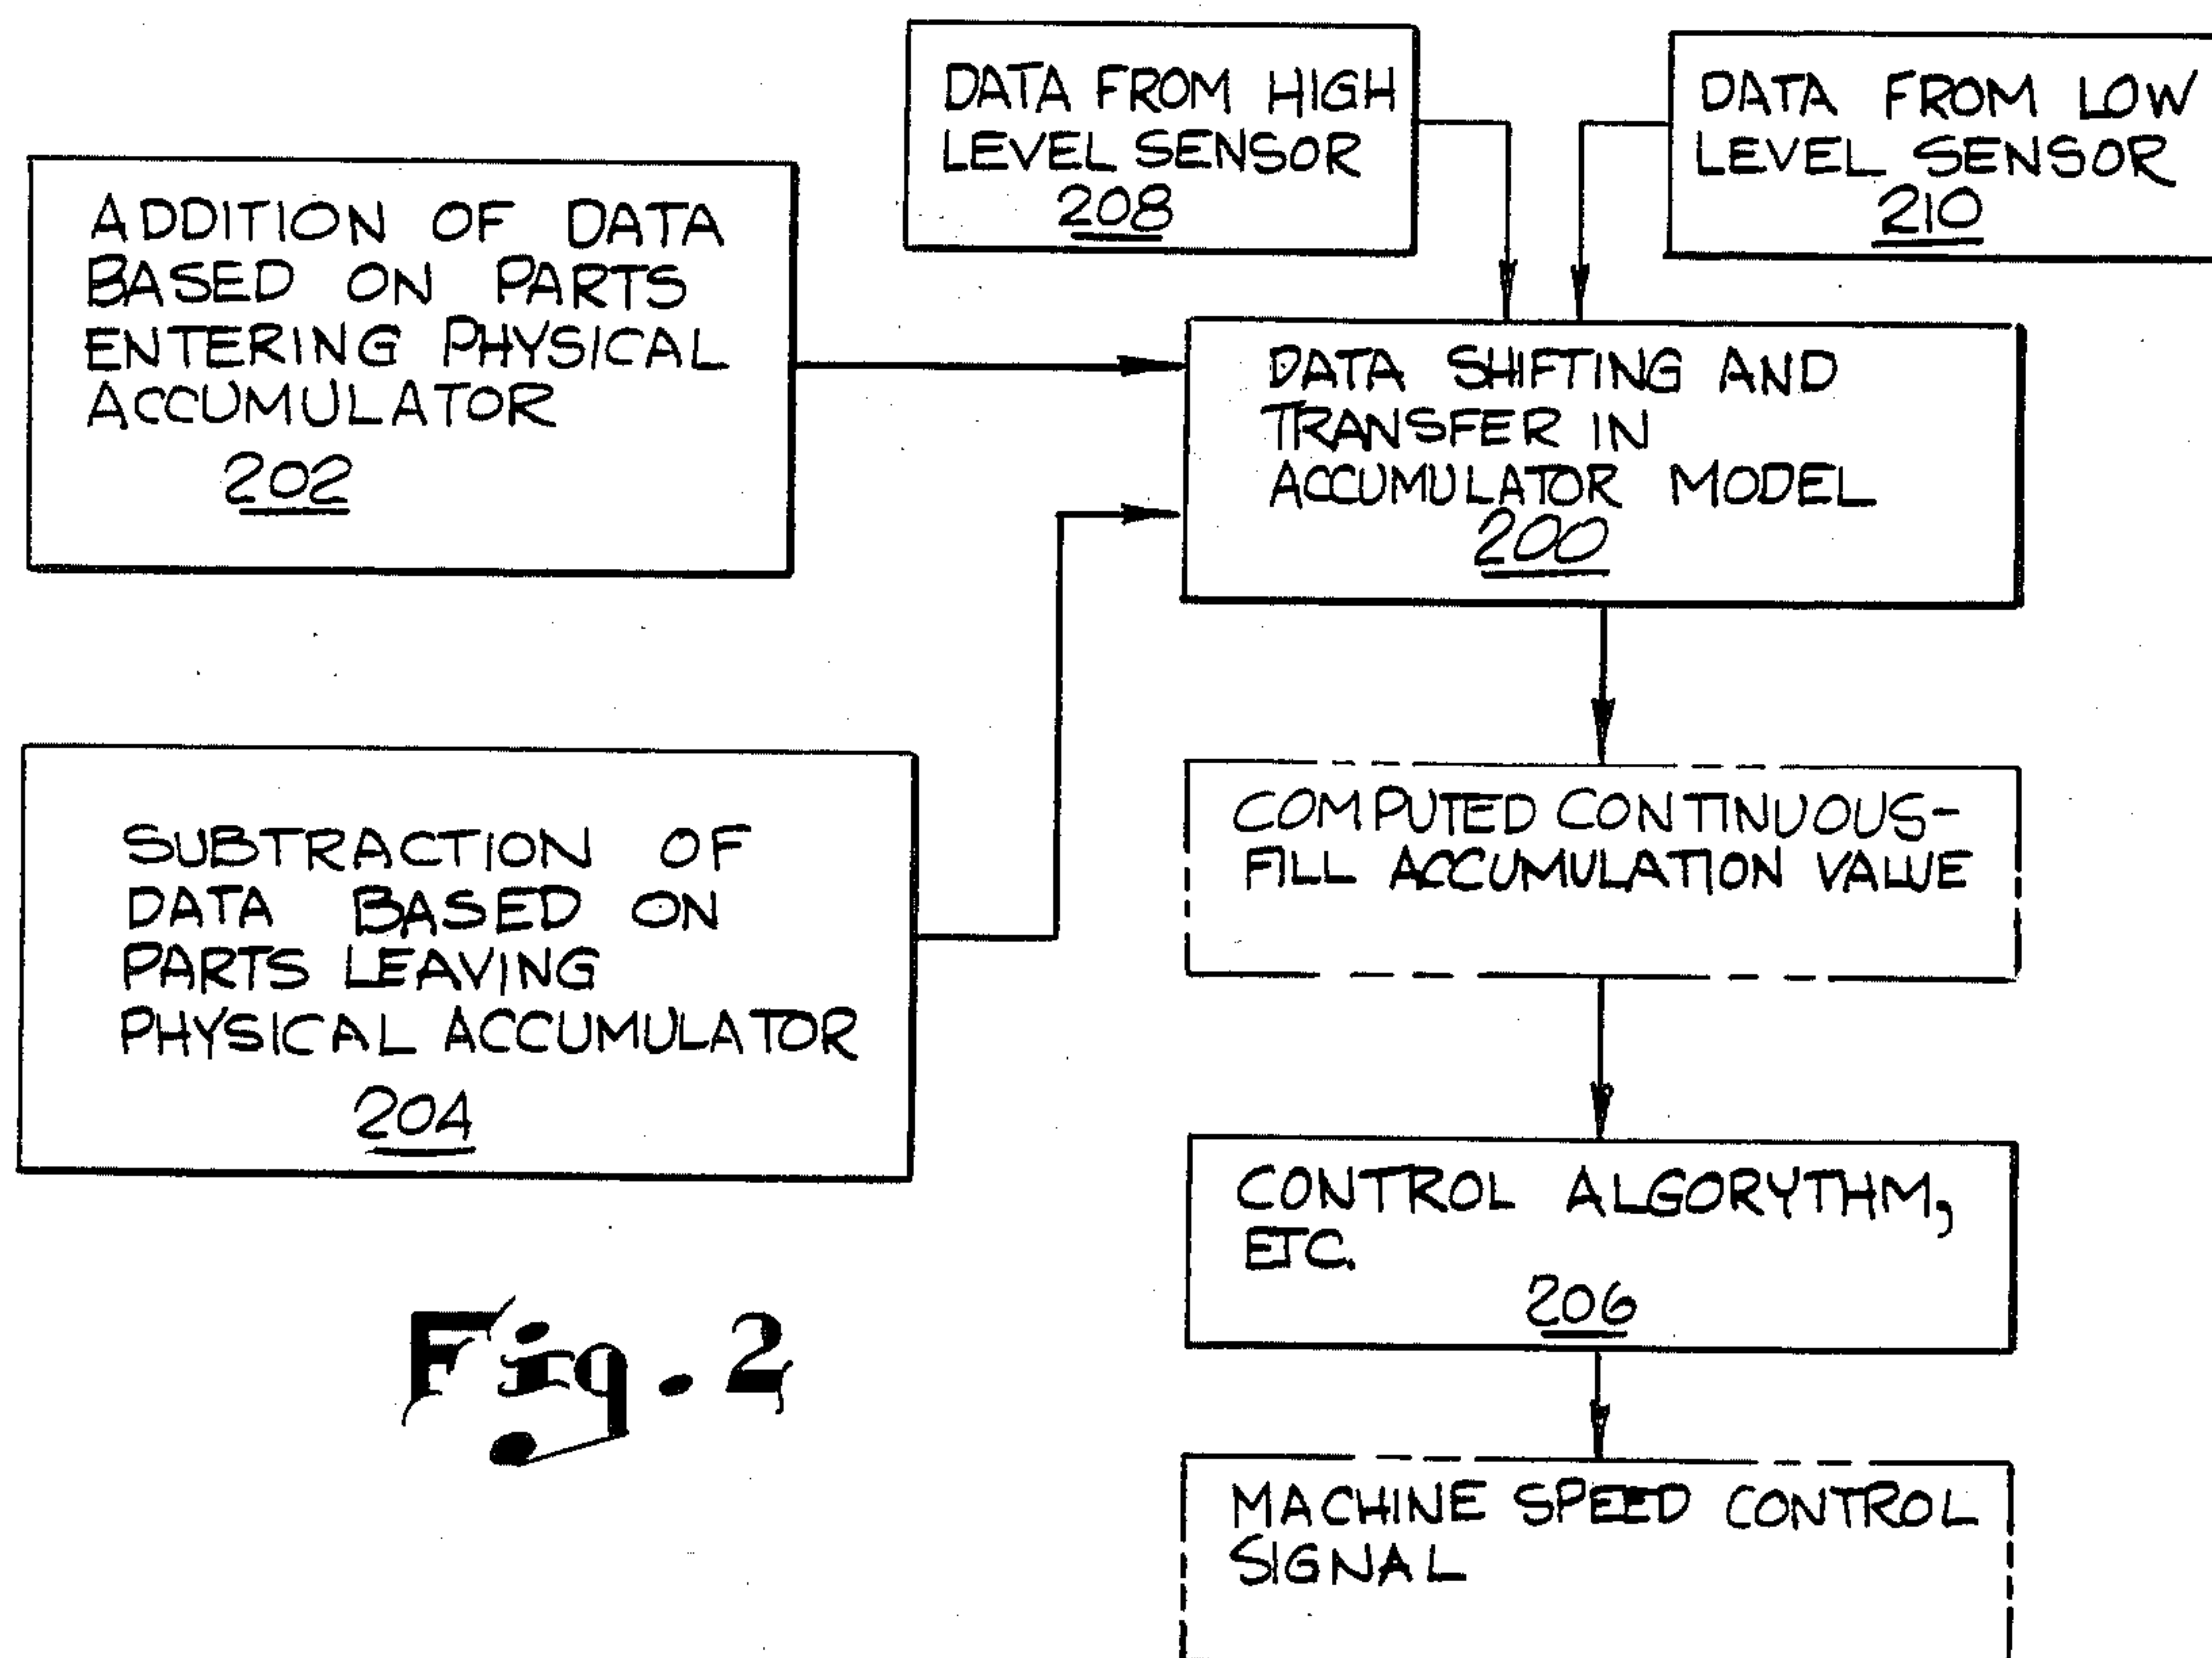 DATA FROM HIGH
LEVEL SENSOR
208
DATA FROM LOW
LEVEL SENSOR
210
ADDITION OF DATA
BASED ON PARTS
ENTERING PHYSICAL
ACCUMULATOR
202
DATA SHIFTING AND
TRANSFER IN
ACCUMULATOR MODEL
200
SUBTRACTION OF
DATA BASED ON
PARTS LEAVING
PHYSICAL ACCUMULATOR
204
COMPUTED CONTINUOUS-
FILL ACCUMULATION VALUE
CONTROL ALGORYTHM,
ETC.
206
MACHINE SPEED CONTROL
SIGNAL
Fig. 2